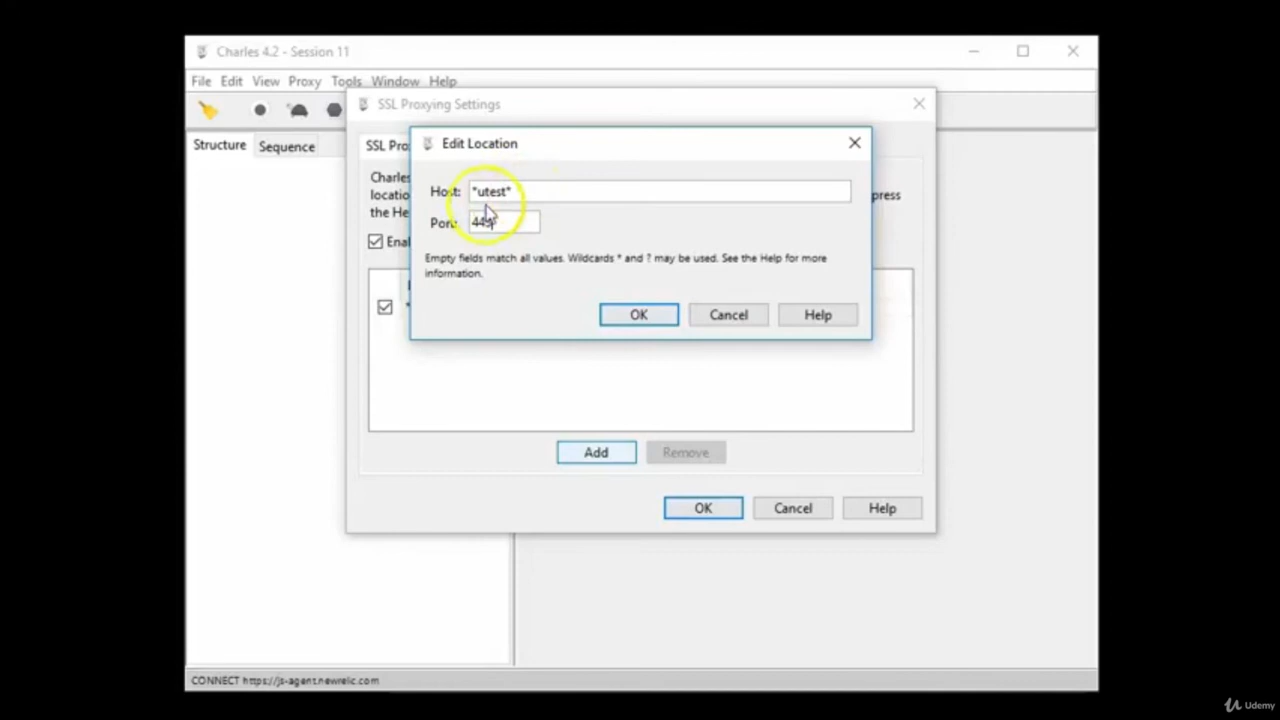 Charles 4.2 - Session 11
File Edit View Proxy Tools Window Help
SSL Proxying Settings
Structure
Sequence
SSL
Edit Location
Charles
locatio
press
the He
Host: *utest*
Port: 443
Empty fields match all values. Wildcards * and ? may be used. See the Help for more
information.
OK
Cancel
Help
Add
Remove
OK
Cancel
Help
CONNECT https://js-agent.newrelic.com
Udemy